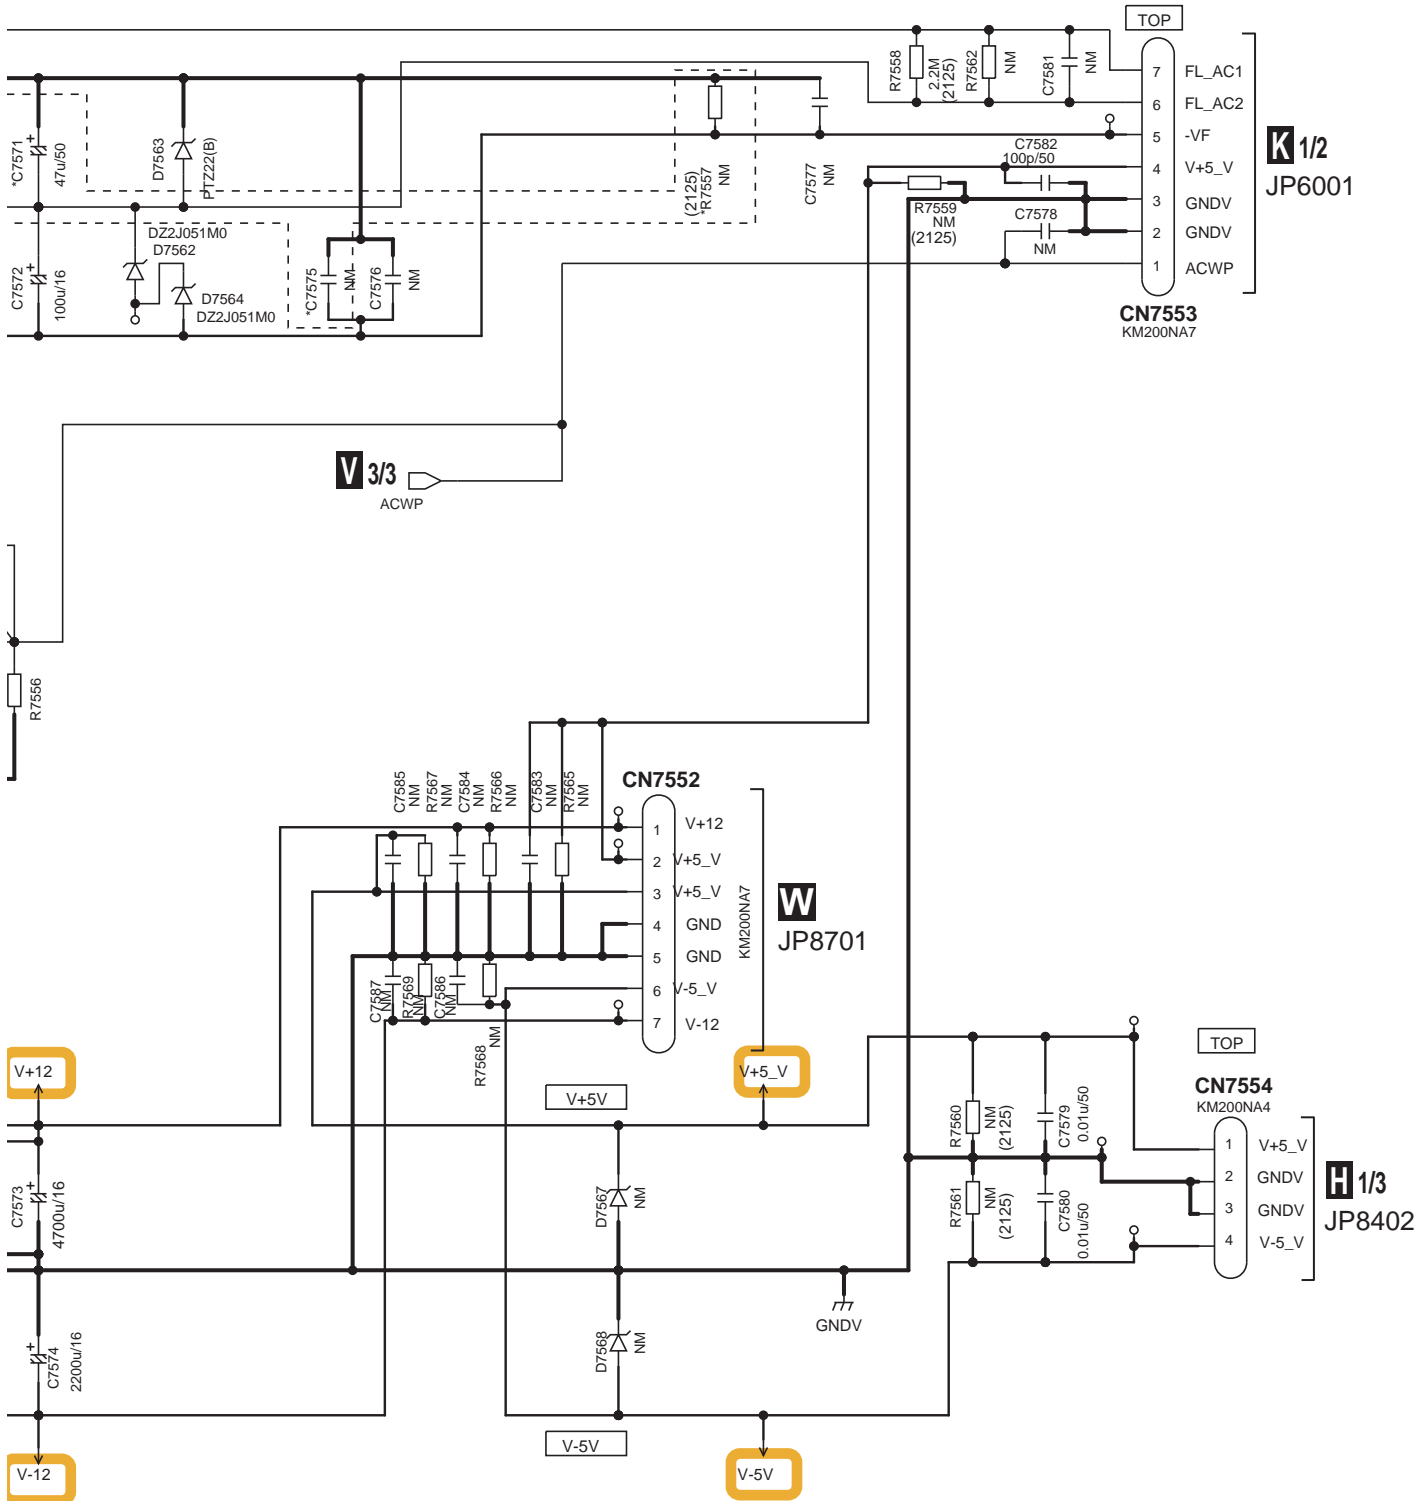 TOP
R7558
2.2M
(2125)
R7562
NM
C7581
NM
7 FL_AC1
6 FL_AC2
5 -VF
4 V+5_V
3 GNDV
2 GNDV
1 ACWP
K 1/2
JP6001
CN7553
KM200NA7
*C7571
47u/50
D7563
PTZ22(B)
(2125)
*R7557
NM
C7577
NM
C7582
100p/50
R7559
NM
(2125)
C7578
NM
DZ2J051M0
D7562
C7572
100u/16
D7564
DZ2J051M0
*C7575
NM
C7576
NM
V 3/3
ACWP
R7556
C7585
NM
R7567
NM
C7584
NM
R7566
NM
C7583
NM
R7565
NM
CN7552
1 V+12
2 V+5_V
3 V+5_V
4 GND
5 GND
6 V-5_V
7 V-12
KM200NA7
W
JP8701
C7587
NM
R7569
NM
C7586
NM
R7568
NM
V+12
V+5_V
V+5V
TOP
CN7554
KM200NA4
R7560
NM
(2125)
C7579
0.01u/50
1 V+5_V
2 GNDV
3 GNDV
4 V-5_V
H 1/3
JP8402
R7561
NM
(2125)
C7580
0.01u/50
C7573
4700u/16
D7567
NM
GNDV
C7574
2200u/16
D7568
NM
V-5V
V-12
V-5V